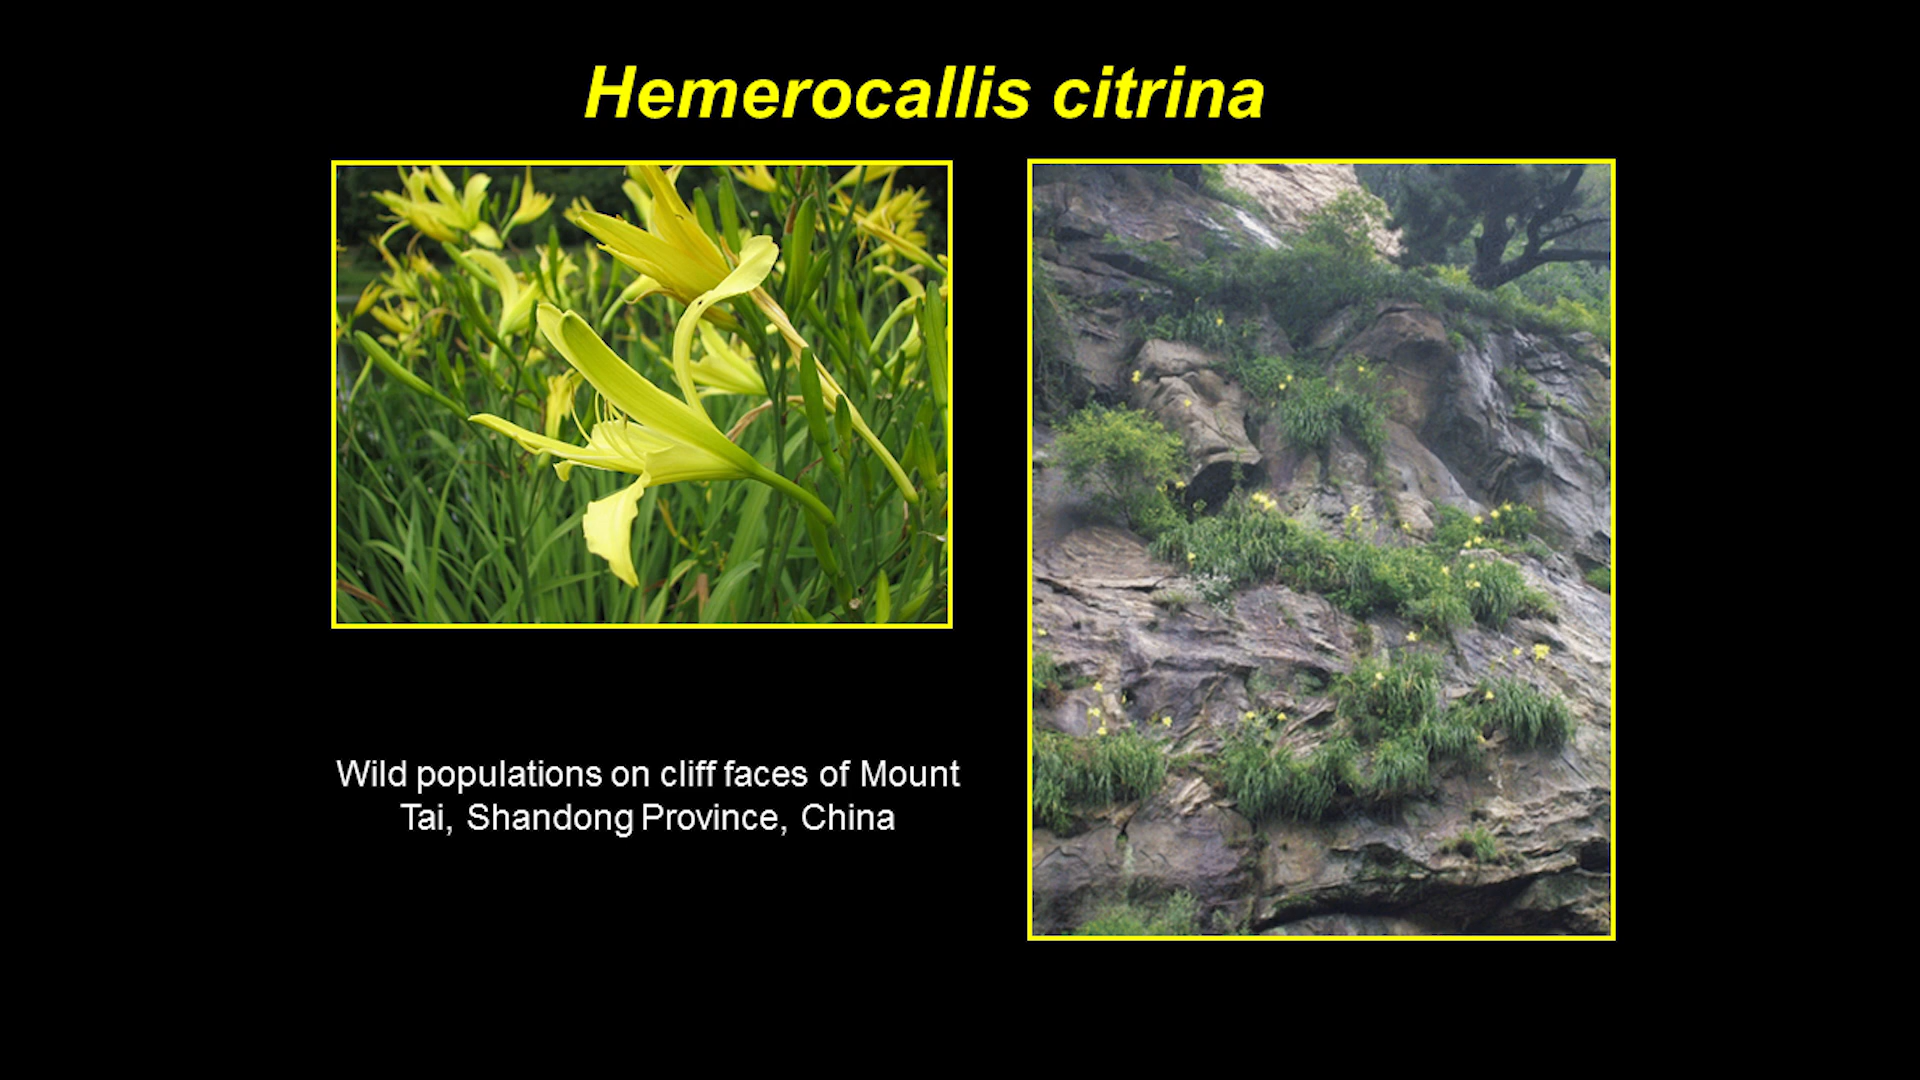 Hemerocallis citrina
Wild populations on cliff faces of Mount
Tai, Shandong Province, China